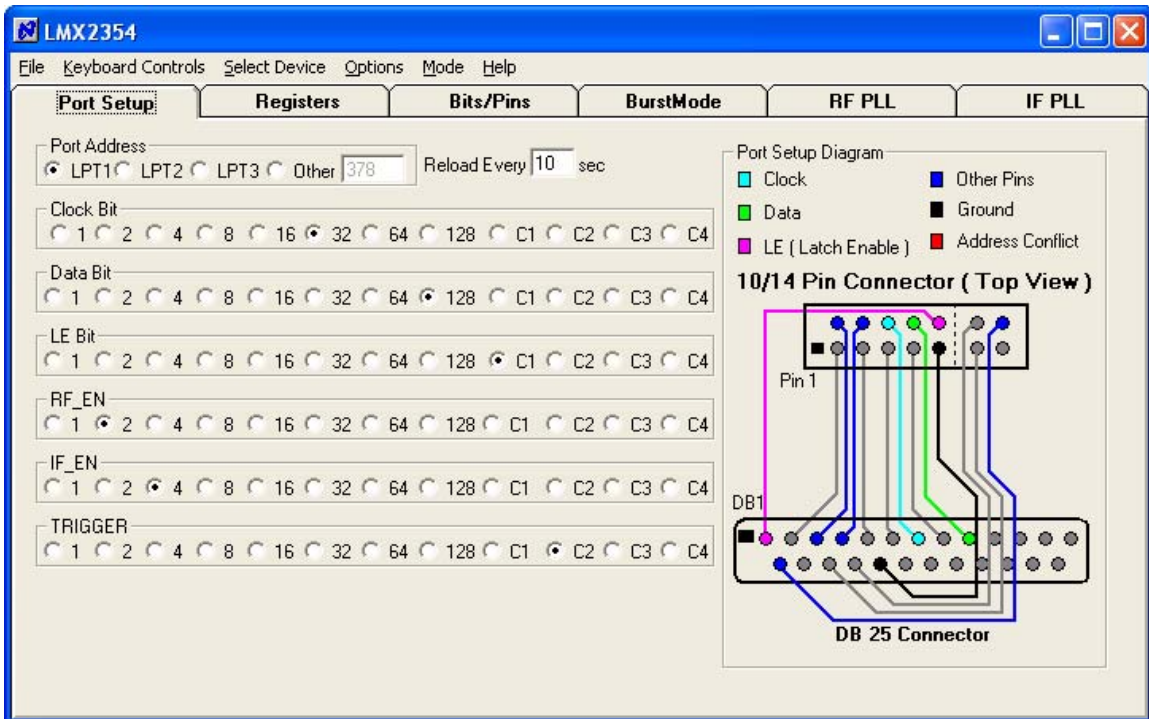 LMX2354
File Keyboard Controls Select Device Options Mode Help
Port Setup Registers Bits/Pins BurstMode RF PLL IF PLL
Port Address
LPT1 LPT2 LPT3 Other 378
Reload Every 10 sec
Clock Bit
1 2 4 8 16 32 64 128 C1 C2 C3 C4
Data Bit
1 2 4 8 16 32 64 128 C1 C2 C3 C4
LE Bit
1 2 4 8 16 32 64 128 C1 C2 C3 C4
RF_EN
1 2 4 8 16 32 64 128 C1 C2 C3 C4
IF_EN
1 2 4 8 16 32 64 128 C1 C2 C3 C4
TRIGGER
1 2 4 8 16 32 64 128 C1 C2 C3 C4
Port Setup Diagram
Clock Other Pins
Data Ground
LE ( Latch Enable ) Address Conflict
10/14 Pin Connector ( Top View )
Pin 1
DB1
DB 25 Connector